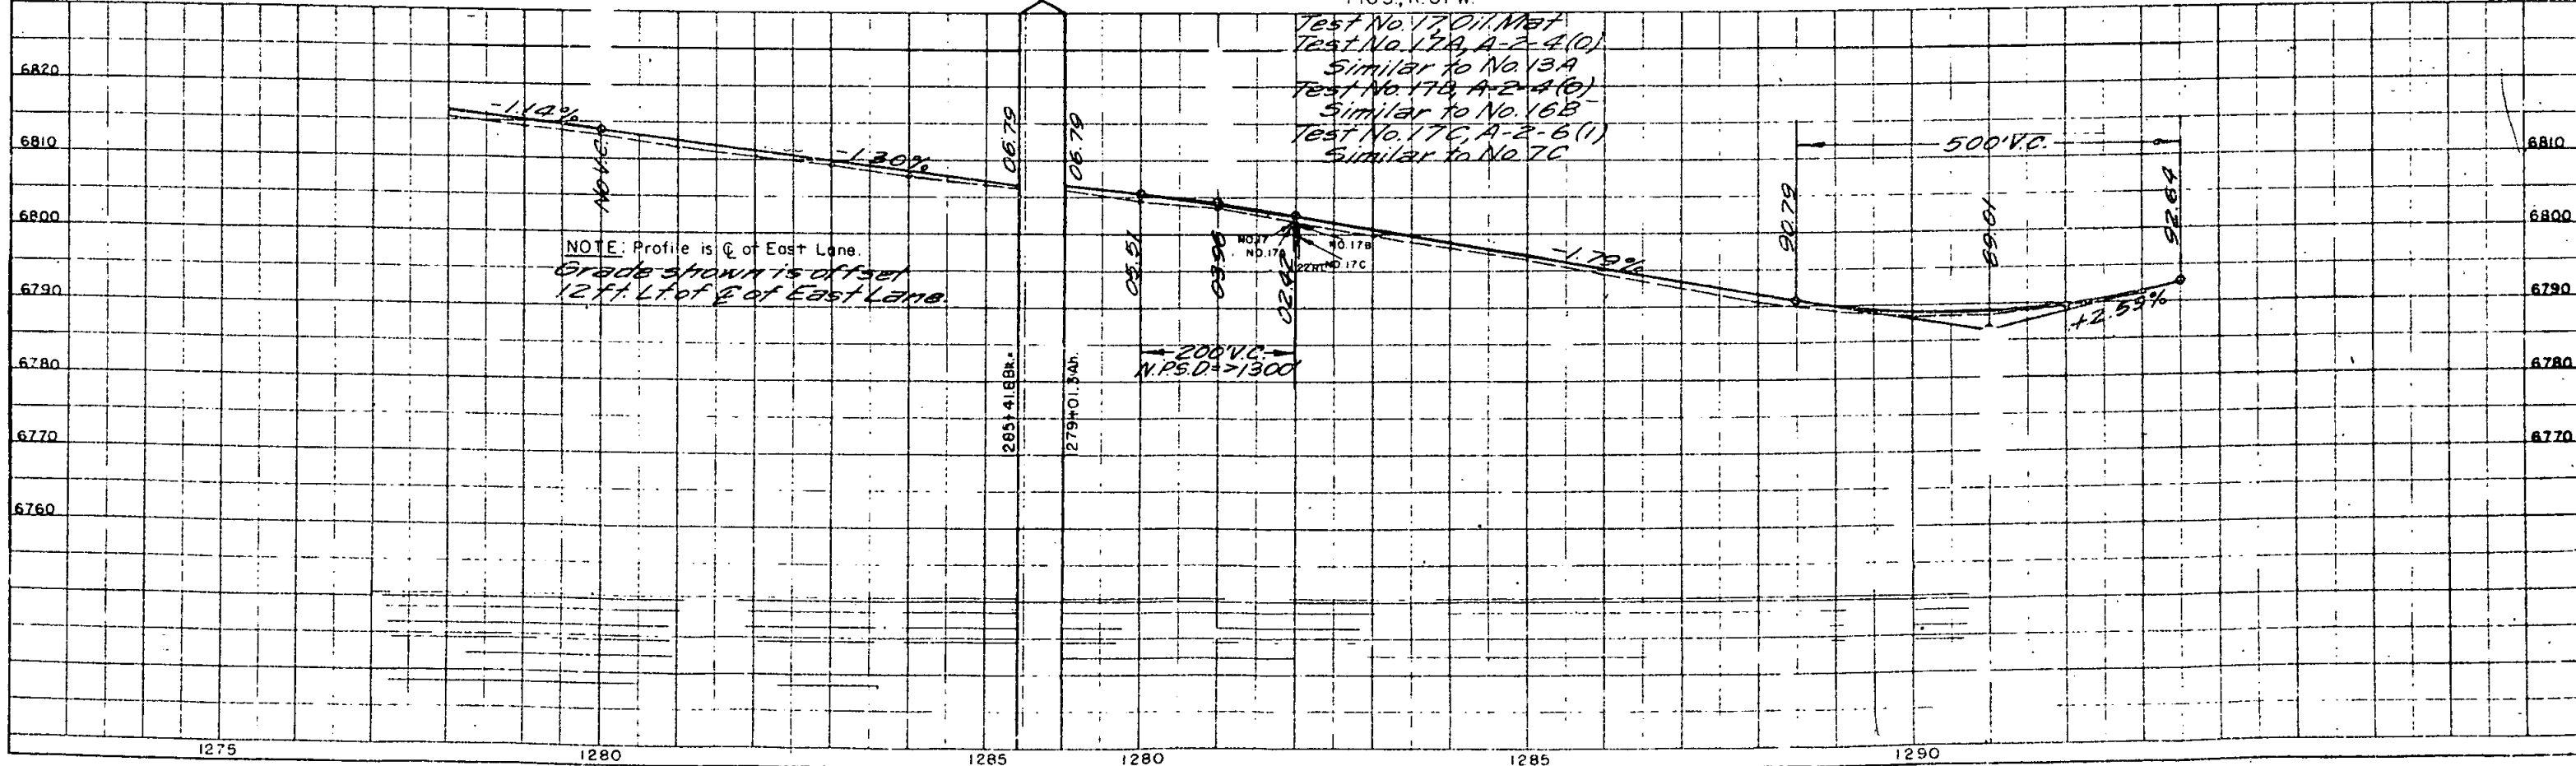 Test No. 17, Oil Mat
Test No. 17A, A-2-4(0)
Similar to No. 13A
Test No. 17B, A-2-4(0)
Similar to No. 16B
Test No. 17C, A-2-6(1)
Similar to No. 7C
6820
6810
6800
6790
6780
6770
6760
-1.14%
-1.30%
06.79
06.79
NOTE: Profile is ℄ of East Lane.
Grade shown is offset
12 ft. Lt of ℄ of East Lane.
285+41.8 Bk.=
279+01.3 Ah.
05.51
03.96
02.42
NO.17
NO.17B
NO.17C
200' V.C.
N.P.S.D.=>1300'
-1.79%
90.79
500' V.C.
89.01
92.64
+2.59%
6810
6800
6790
6780
6770
1275
1280
1285
1280
1285
1290